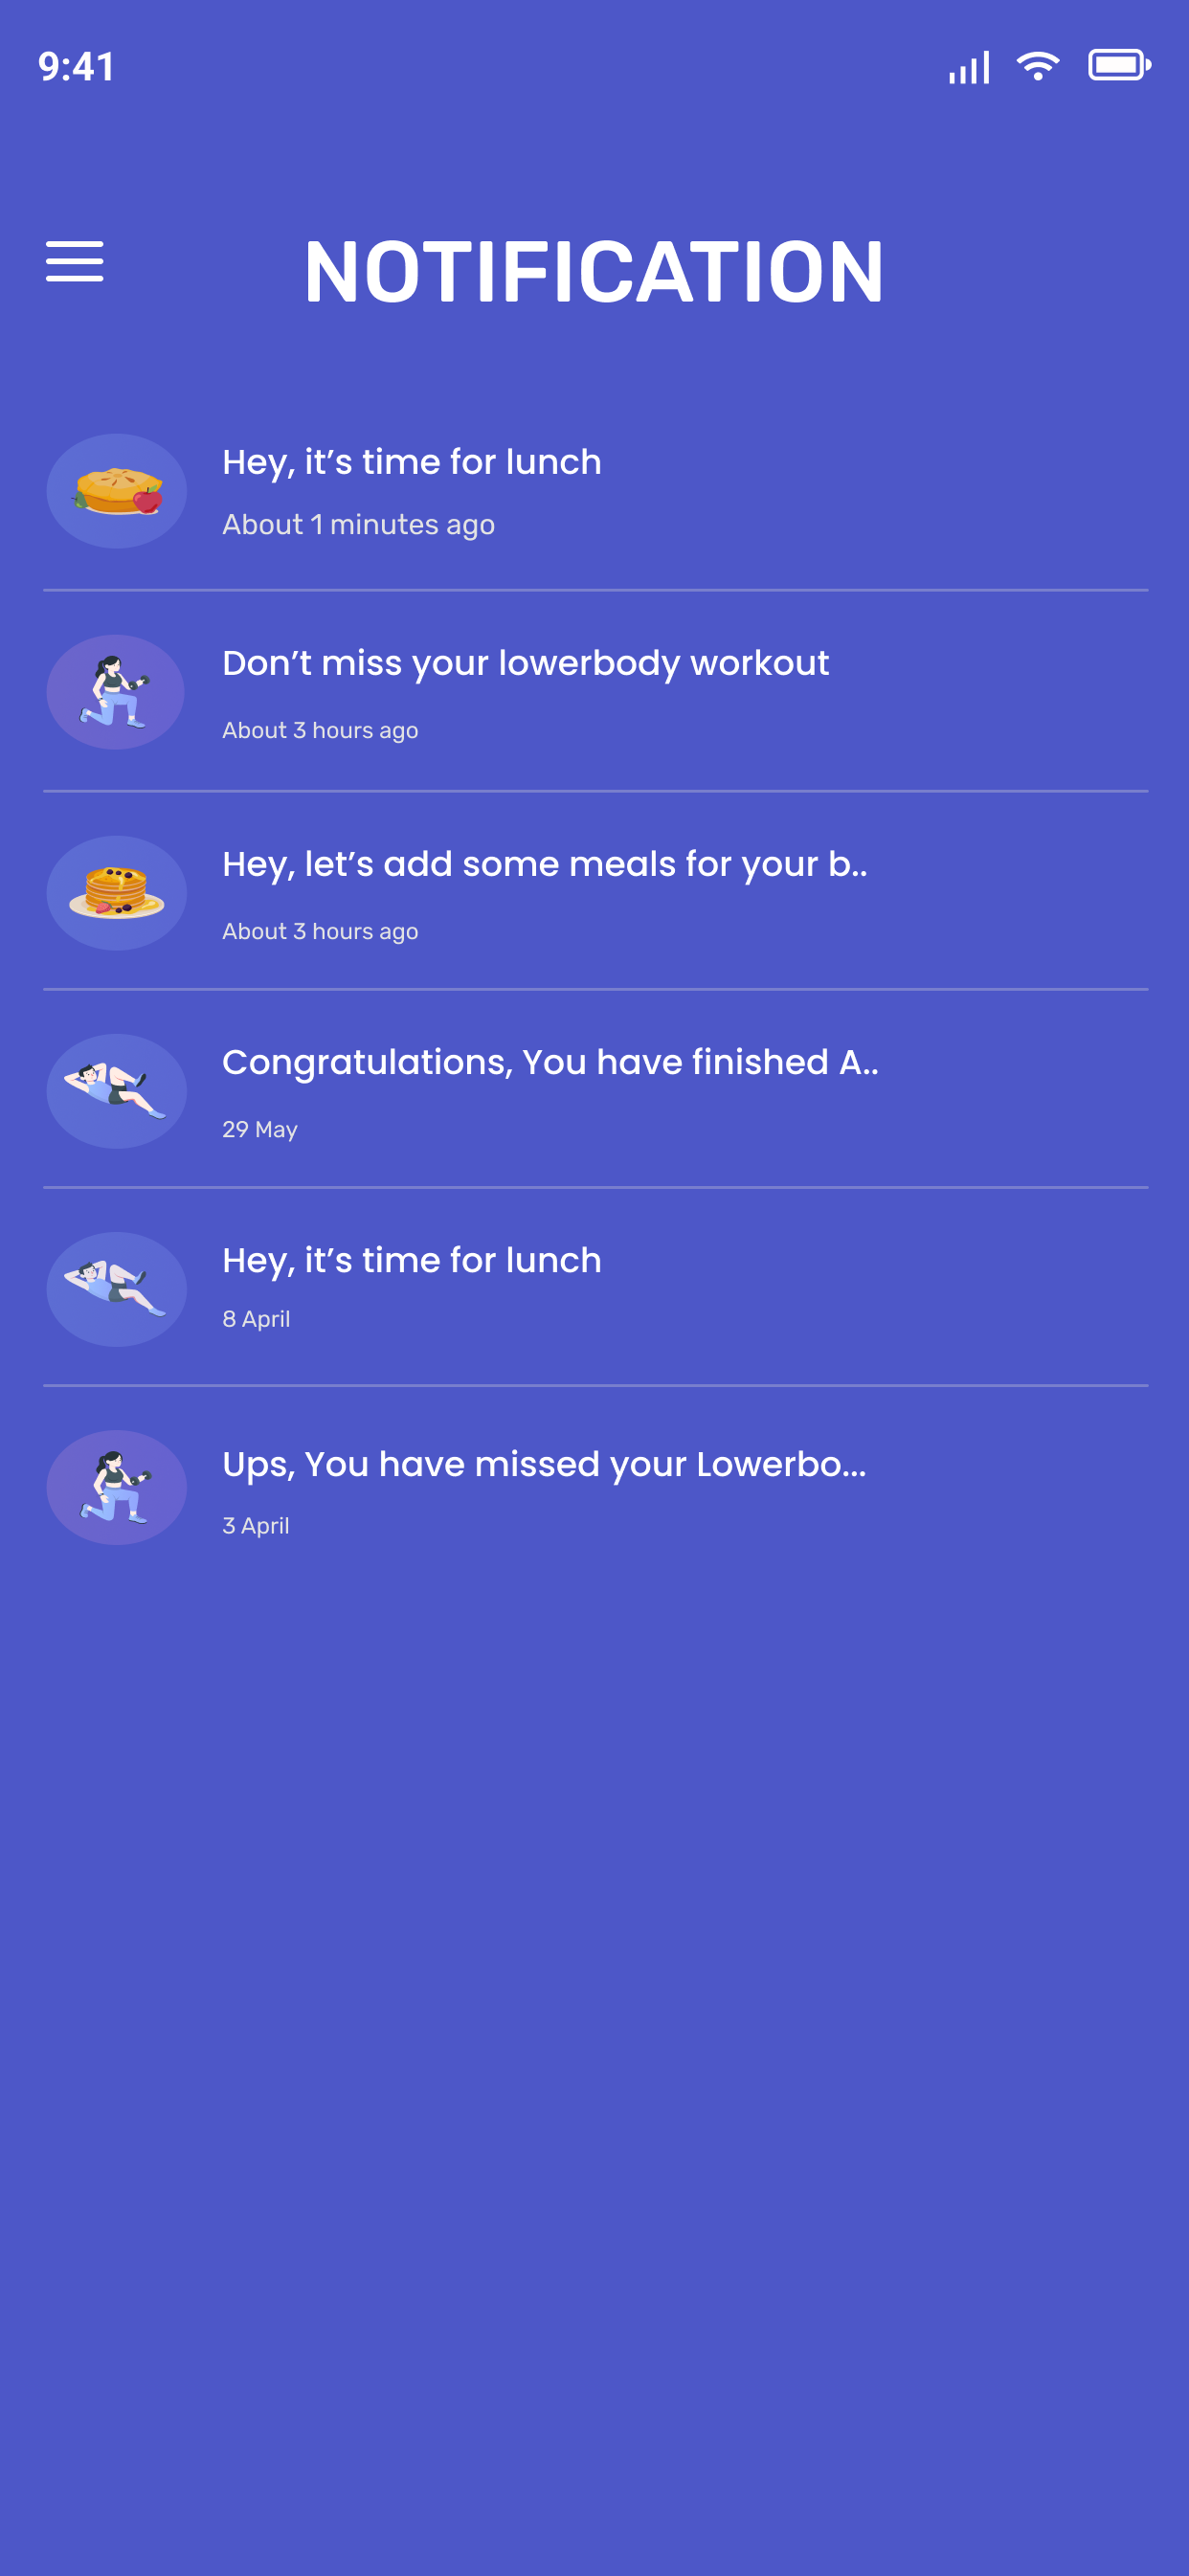 9:41
NOTIFICATION
Hey, it’s time for lunch
About 1 minutes ago
Don’t miss your lowerbody workout
About 3 hours ago
Hey, let’s add some meals for your b..
About 3 hours ago
Congratulations, You have finished A..
29 May
Hey, it’s time for lunch
8 April
Ups, You have missed your Lowerbo...
3 April